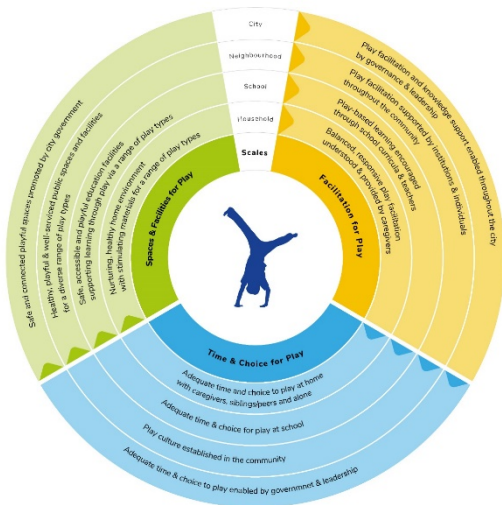 City
Neighbourhood
School
Household
Scales
Facilitation for Play
Play facilitation and knowledge support enabled throughout the city
by governance & leadership
Play facilitation supported by institutions & individuals
throughout the community
Play-based learning encouraged
through school curricula & teachers
Balanced, responsive play facilitation
understood & provided by caregivers
Time & Choice for Play
Adequate time and choice to play at home
with caregivers, siblings/peers and alone
Adequate time & choice for play at school
Play culture established in the community
Adequate time & choice to play enabled by governmnet & leadership
Spaces & Facilities for Play
Safe and connected playful spaces promoted by city government
Healthy, playful & well-serviced public spaces and facilities
for a diverse range of play types
Safe, accessible and playful education facilities
supporting learning through play via a range of play types
Nurturing, healthy home environment
with stimulating materials for a range of play types